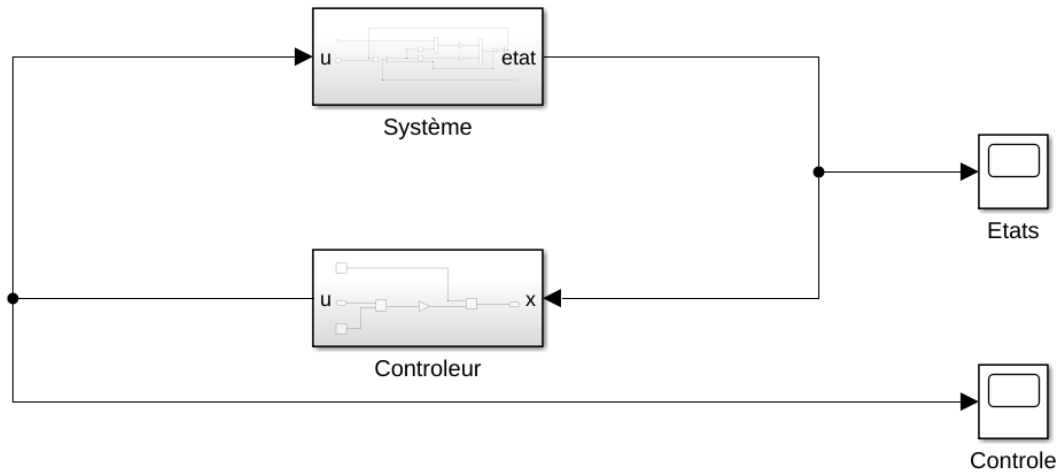 u
etat
Système
Etats
u
x
Controleur
Controle